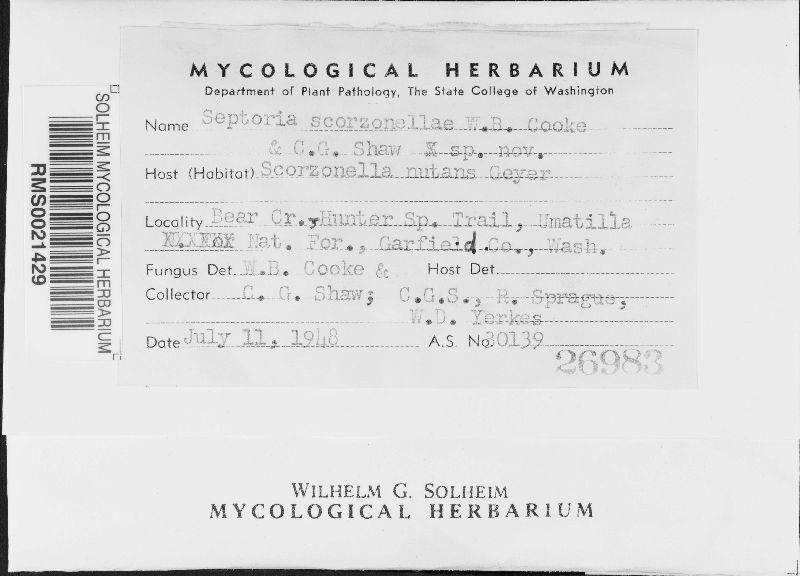 MYCOLOGICAL HERBARIUM
Department of Plant Pathology, The State College of Washington
Name Septoria scorzonellae W.B. Cooke
& C.G. Shaw sp. nov.
Host (Habitat) Scorzonella nutans Geyer
Locality Bear Cr., Hunter Sp. Trail, Umatilla
Nat. For., Garfield Co., Wash.
Fungus Det. W.B. Cooke & Host Det.
Collector C. G. Shaw; C.G.S., R. Sprague,
W.D. Yerkes
Date July 11, 1948 A.S. No 30139
26983
SOLHEIM MYCOLOGICAL HERBARIUM
RMS0021429
WILHELM G. SOLHEIM
MYCOLOGICAL HERBARIUM